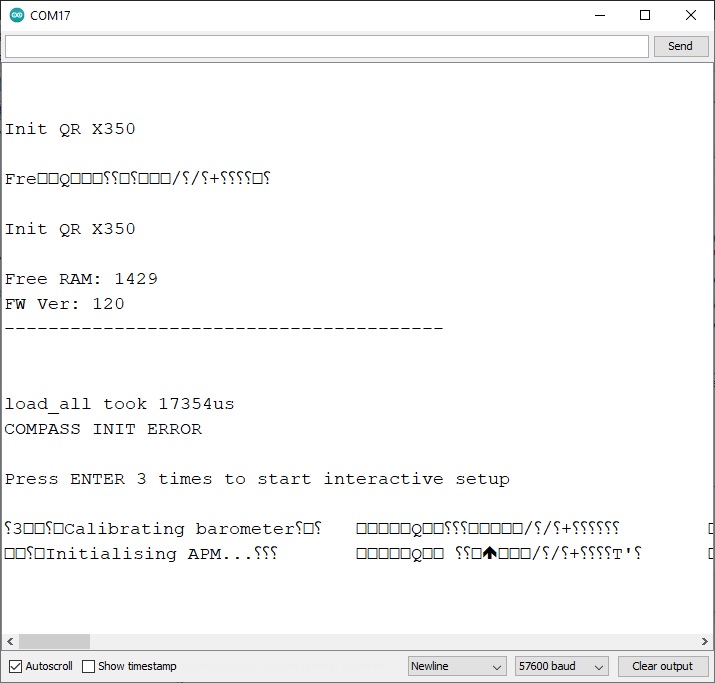 COM17
Send
Init QR X350
Fre□□Q□□□⸮⸮□⸮□□□/⸮/⸮+⸮⸮⸮⸮□⸮
Init QR X350
Free RAM: 1429
FW Ver: 120
----------------------------------------
load_all took 17354us
COMPASS INIT ERROR
Press ENTER 3 times to start interactive setup
⸮3□□⸮□Calibrating barometer⸮□⸮ □□□□□Q□□⸮⸮⸮□□□□□/⸮/⸮+⸮⸮⸮⸮⸮⸮ □
□□⸮□Initialising APM...⸮⸮⸮ □□□□□Q□□ ⸮⸮□🡅□□□/⸮/⸮+⸮⸮⸮⸮T'⸮ □
Autoscroll Show timestamp Newline 57600 baud Clear output